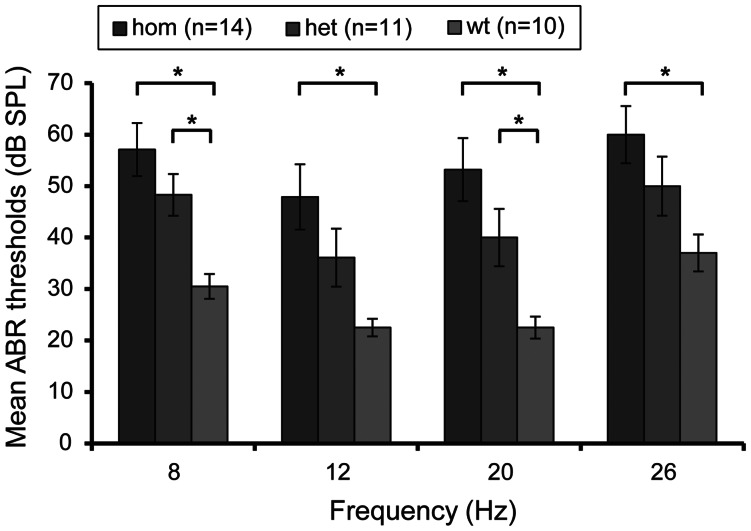 hom (n=14) het (n=11) wt (n=10)
Mean ABR thresholds (dB SPL)
70
60
50
40
30
20
10
0
* * * *
* *
8 12 20 26
Frequency (Hz)